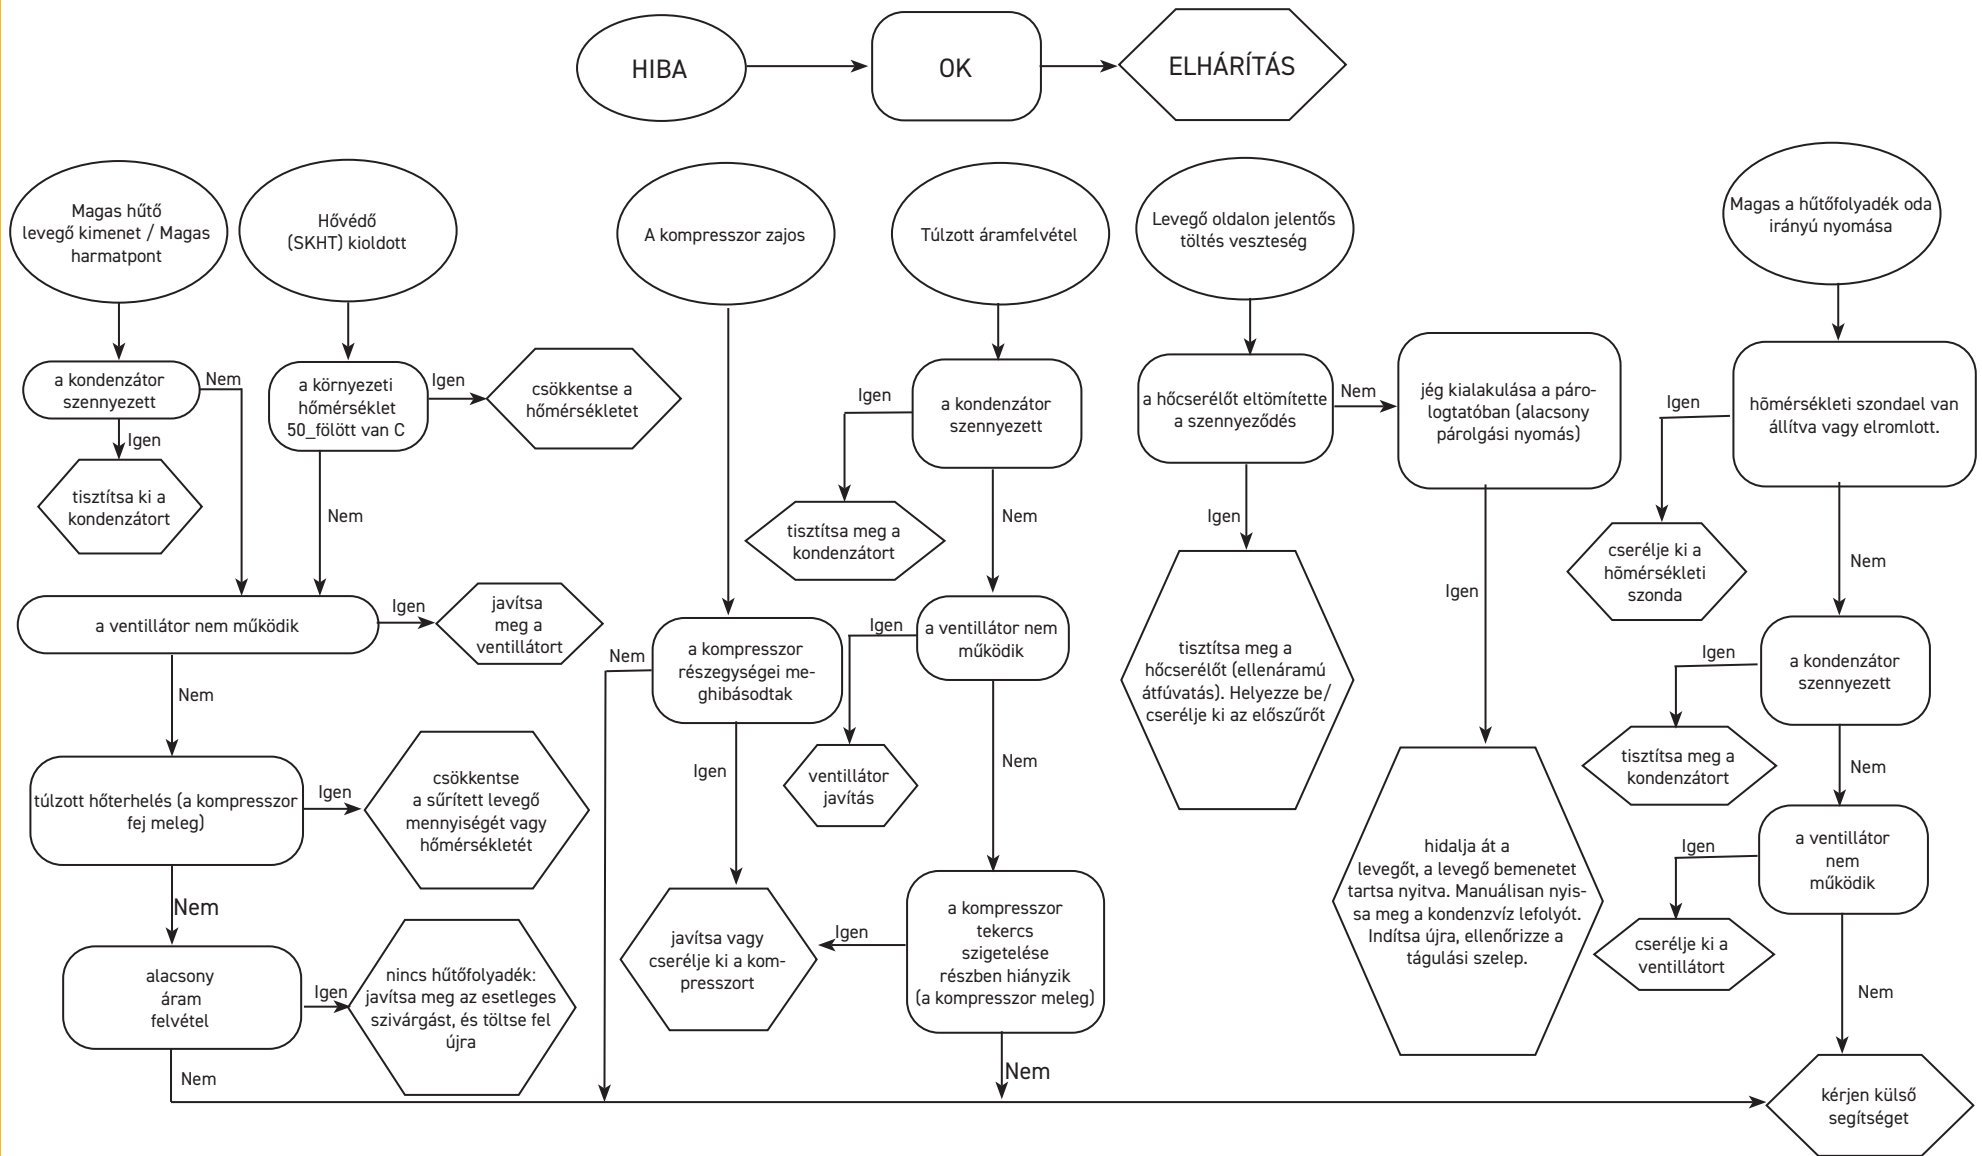 HIBA
OK
ELHÁRÍTÁS
Magas hűtő
levegő kimenet / Magas
harmatpont
a kondenzátor
szennyezett
Nem
Igen
tisztítsa ki a
kondenzátort
Hővédő
(SKHT) kioldott
a környezeti
hőmérséklet
50_fölött van C
Igen
csökkentse a
hőmérsékletet
Nem
a ventillátor nem működik
Igen
javítsa
meg a
ventillátort
Nem
túlzott hőterhelés (a kompresszor
fej meleg)
Igen
csökkentse
a sűrített levegő
mennyiségét vagy
hőmérsékletét
Nem
alacsony
áram
felvétel
Igen
nincs hűtőfolyadék:
javítsa meg az esetleges
szivárgást, és töltse fel
újra
Nem
A kompresszor zajos
a kompresszor
részegységei me-
ghibásodtak
Nem
Igen
javítsa vagy
cserélje ki a kom-
presszort
Túlzott áramfelvétel
a kondenzátor
szennyezett
Igen
tisztítsa meg a
kondenzátort
Nem
a ventillátor nem
működik
Igen
ventillátor
javítás
Nem
a kompresszor
tekercs
szigetelése
részben hiányzik
(a kompresszor meleg)
Igen
Nem
Levegő oldalon jelentős
töltés veszteség
a hőcserélőt eltömítette
a szennyeződés
Nem
Igen
tisztítsa meg a
hőcserélőt (ellenáramú
átfúvatás). Helyezze be/
cserélje ki az előszűrőt
jég kialakulása a páro-
logtatóban (alacsony
párolgási nyomás)
Igen
hidalja át a
levegőt, a levegő bemenetet
tartsa nyitva. Manuálisan nyis-
sa meg a kondenzvíz lefolyót.
Indítsa újra, ellenőrizze a
tágulási szelep.
Magas a hűtőfolyadék oda
irányú nyomása
hõmérsékleti szondael van
állítva vagy elromlott.
Igen
cserélje ki a
hõmérsékleti
szonda
Nem
a kondenzátor
szennyezett
Igen
tisztítsa meg a
kondenzátort
Nem
a ventillátor
nem
működik
Igen
cserélje ki a
ventillátort
Nem
kérjen külső
segítséget